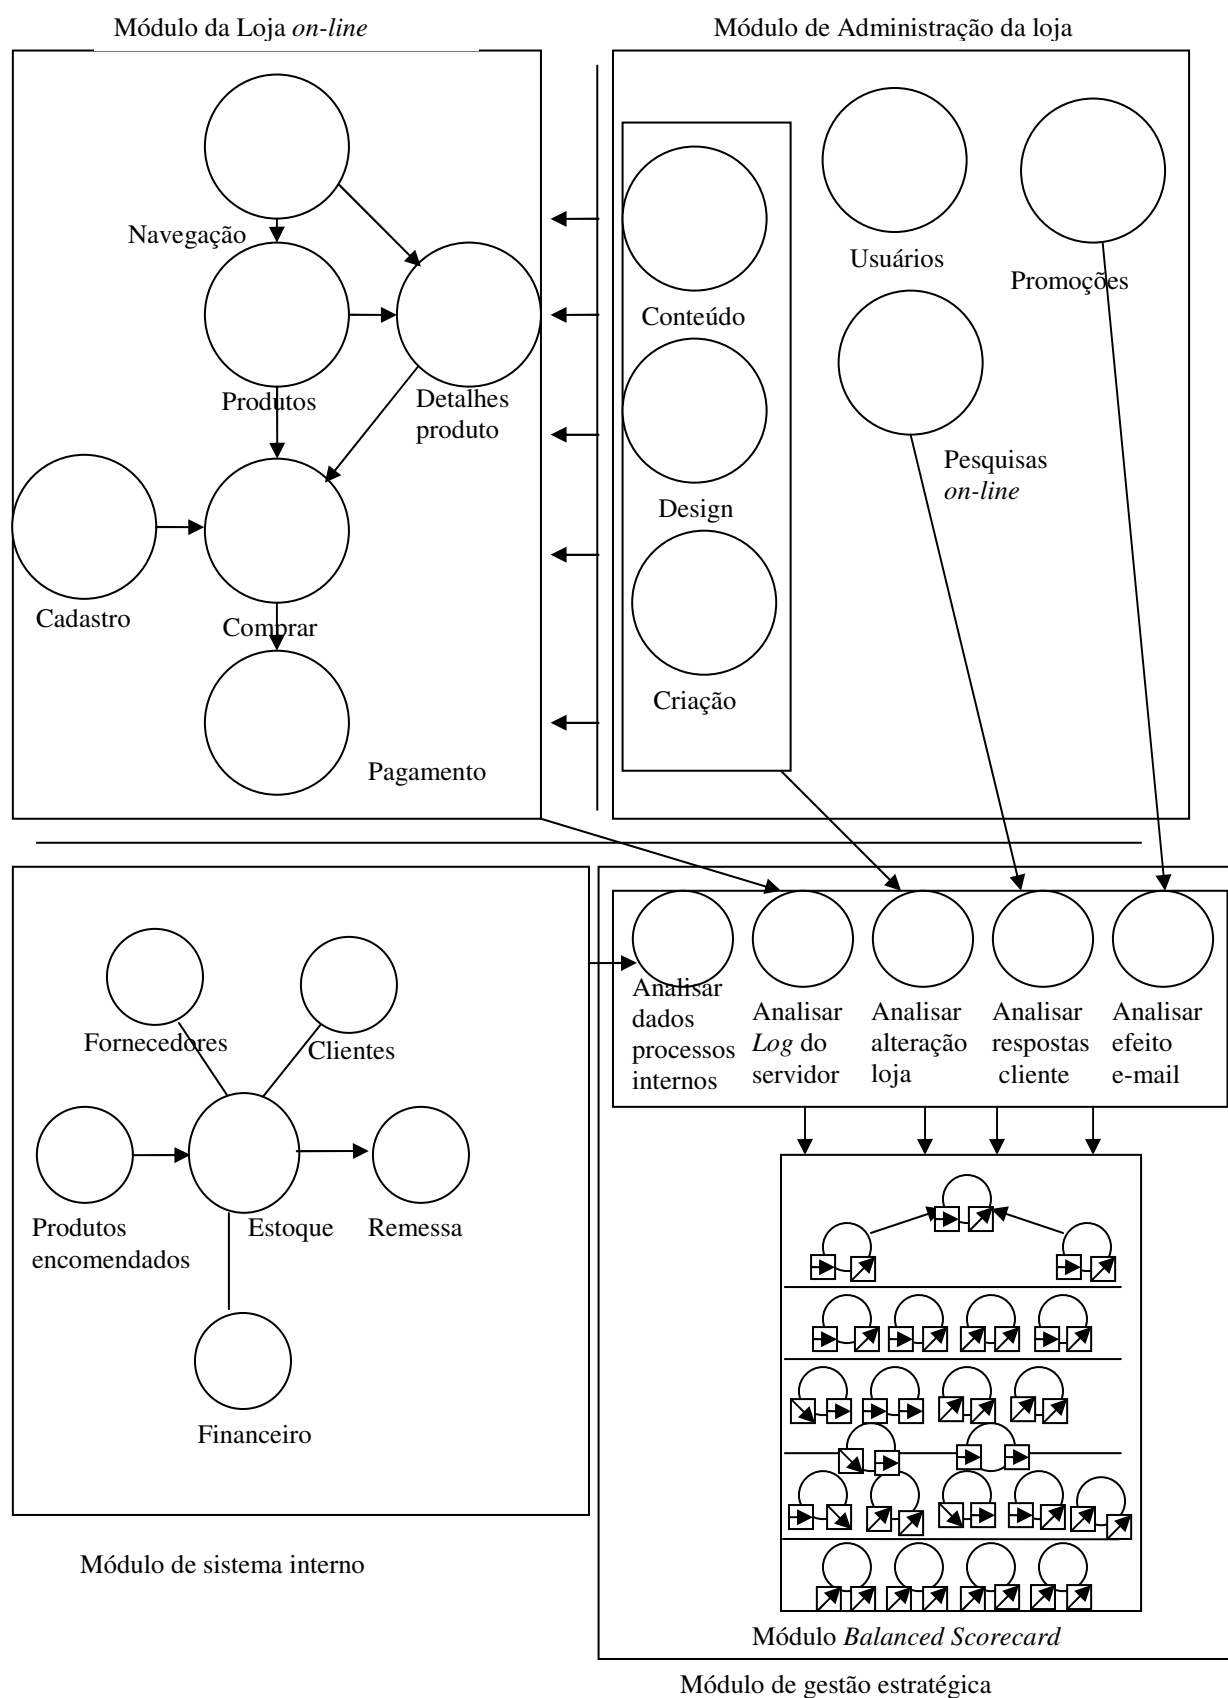 Módulo da Loja on-line
Módulo de Administração da loja
Navegação
Produtos
Detalhes
produto
Cadastro
Comprar
Pagamento
Conteúdo
Design
Criação
Usuários
Promoções
Pesquisas
on-line
Fornecedores
Clientes
Produtos
encomendados
Estoque
Remessa
Financeiro
Módulo de sistema interno
Analisar
dados
processos
internos
Analisar
Log do
servidor
Analisar
alteração
loja
Analisar
respostas
cliente
Analisar
efeito
e-mail
Módulo Balanced Scorecard
Módulo de gestão estratégica